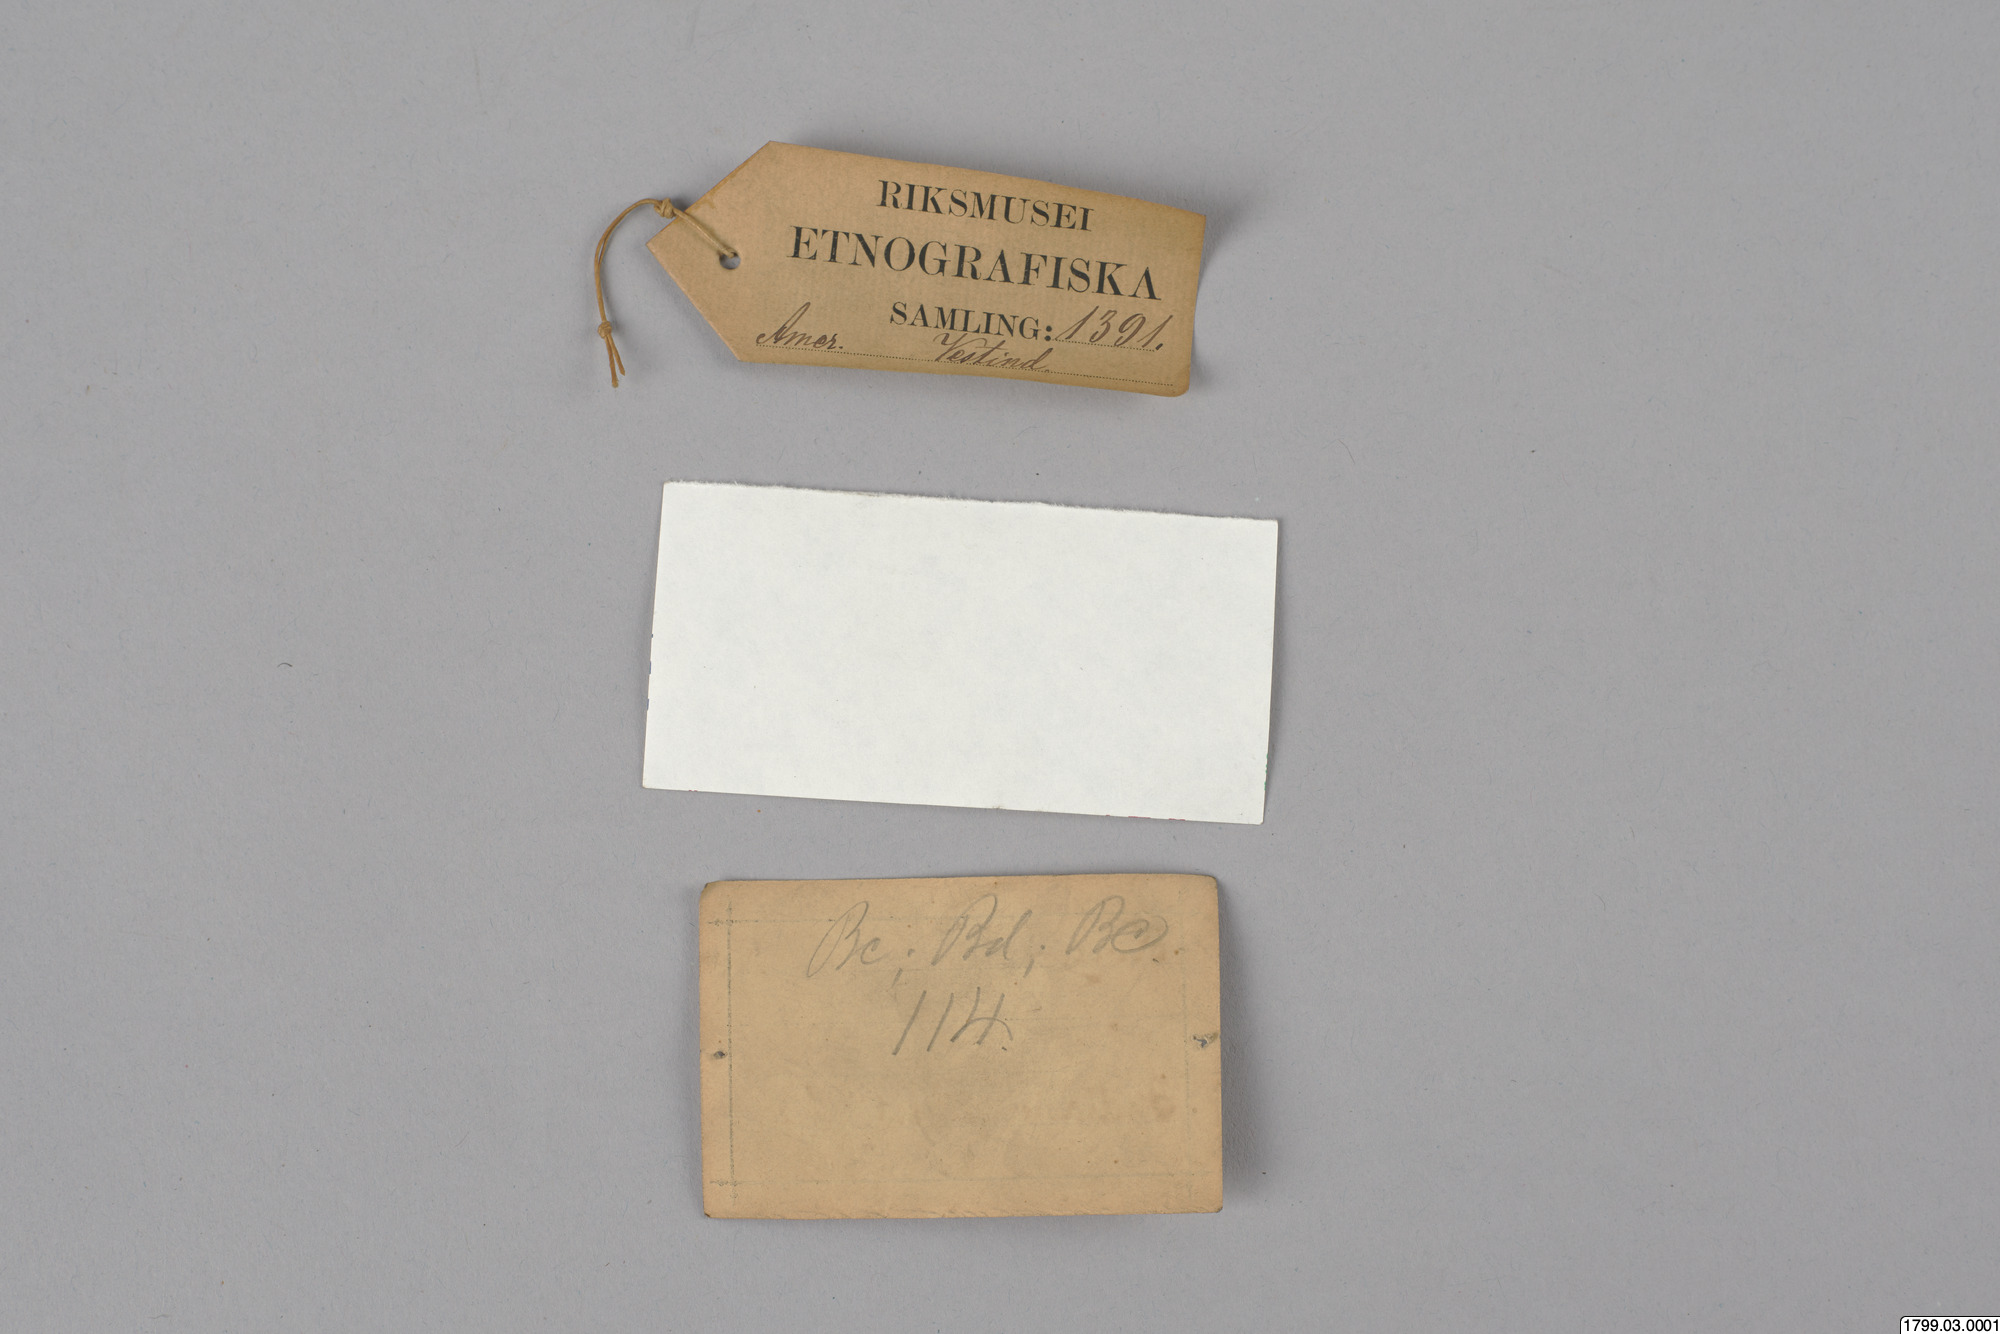 RIKSMUSEI
ETNOGRAFISKA
SAMLING: 1391.
Amer. Vestind.
Bc; Bd; Be.
114.
1799.03.0001